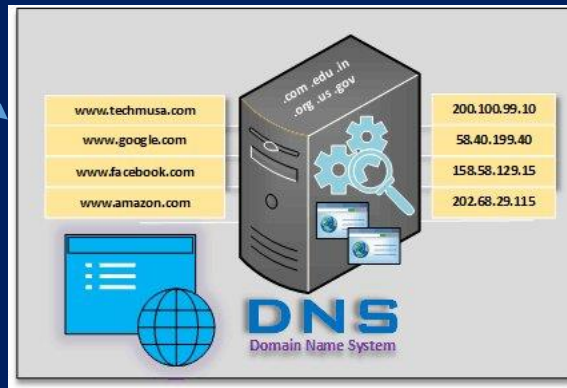 .com .edu .in
.org .us .gov
www.techmusa.com
200.100.99.10
www.google.com
58.40.199.40
www.facebook.com
158.58.129.15
www.amazon.com
202.68.29.115
DNS
Domain Name System